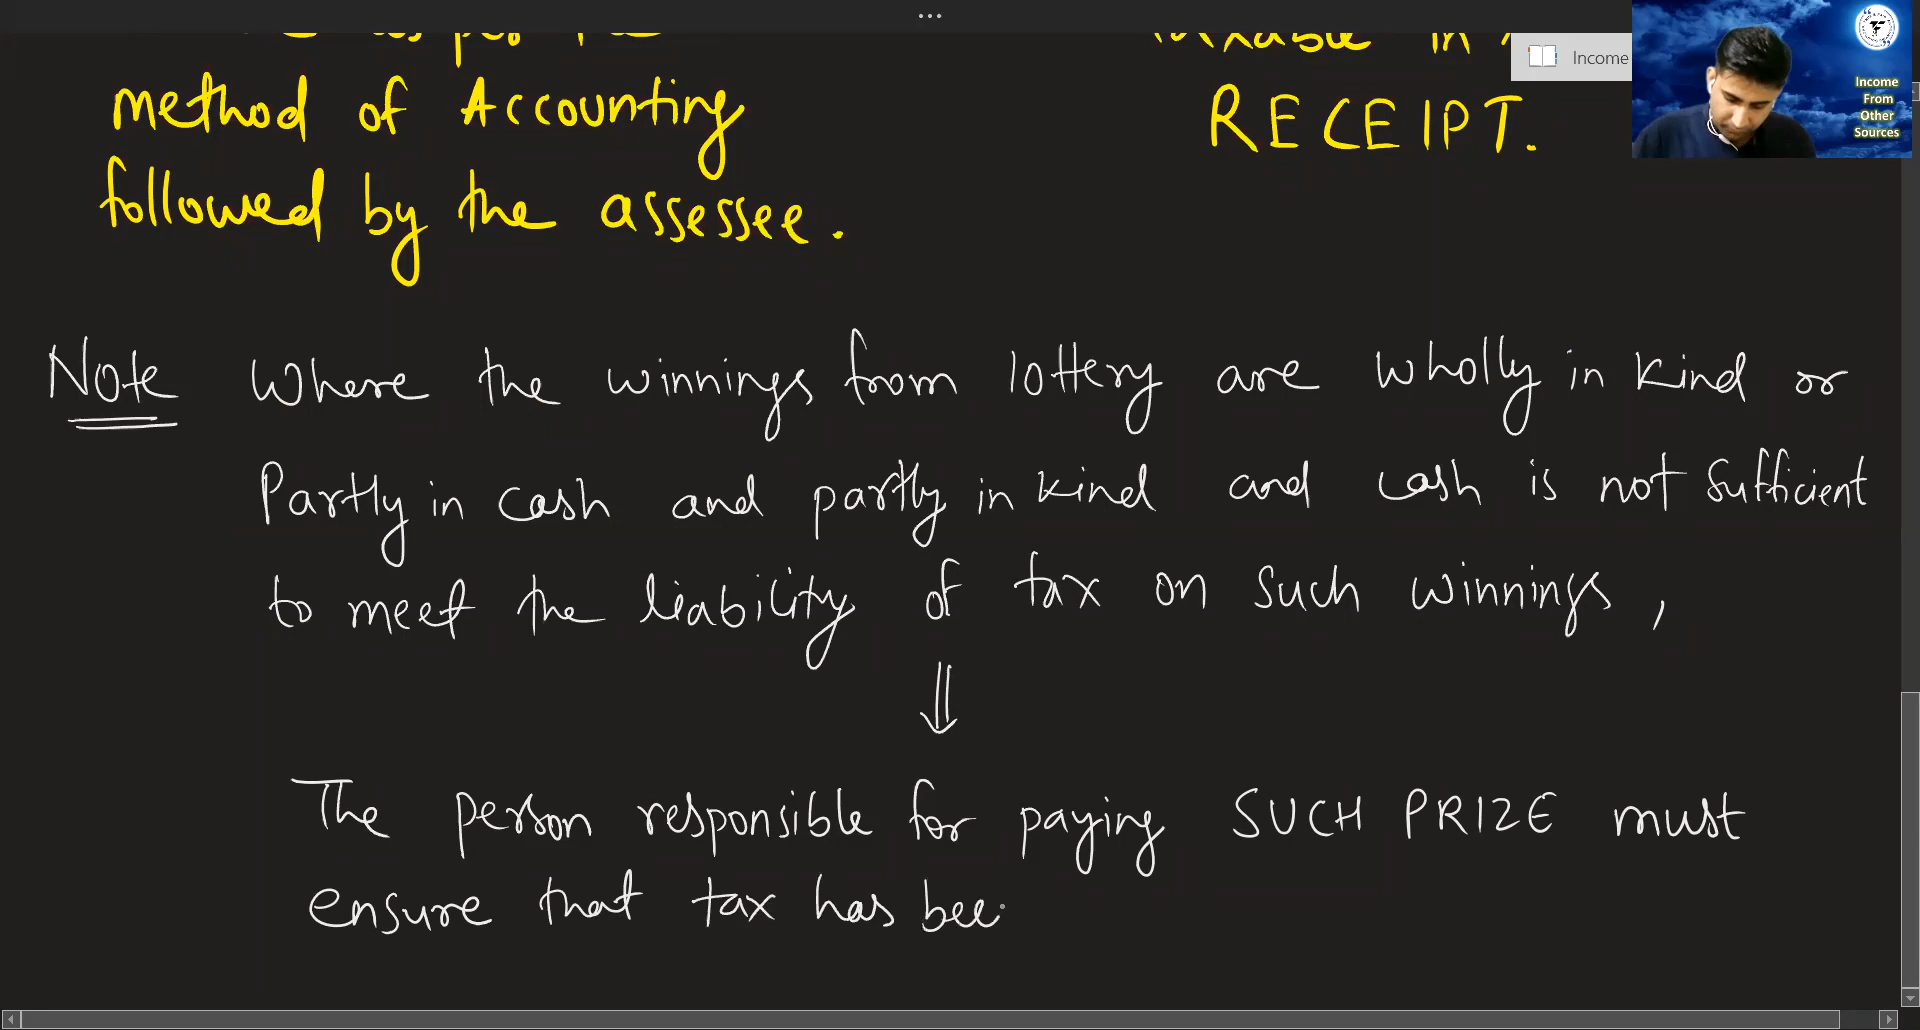 method of Accounting
followed by the assessee.
taxable in
RECEIPT.
Income
Income
From
Other
Sources
Note Where the winnings from lottery are wholly in kind or
Partly in cash and partly in kind and cash is not sufficient
to meet the liability of tax on such winnings,
The person responsible for paying SUCH PRIZE must
ensure that tax has bee